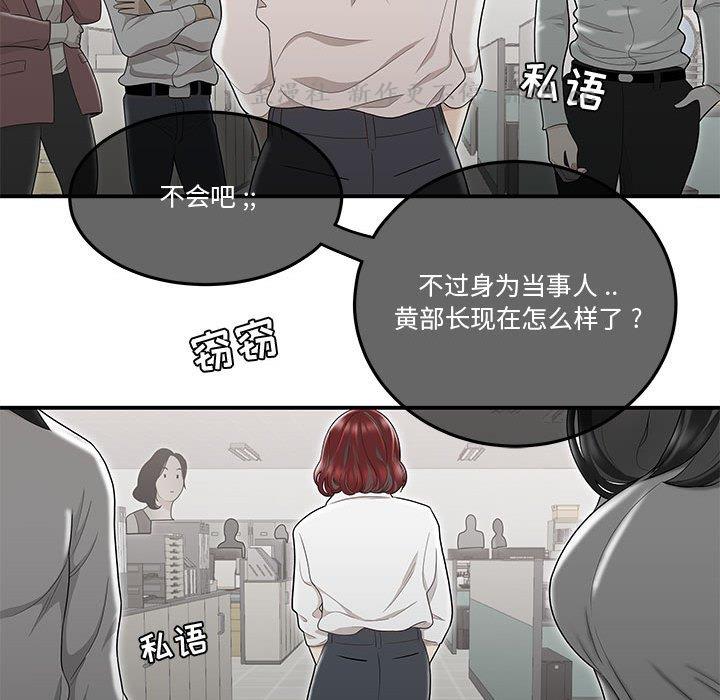 私语
不会吧 ;;
不过身为当事人 ..
黄部长现在怎么样了 ?
窃窃
私语